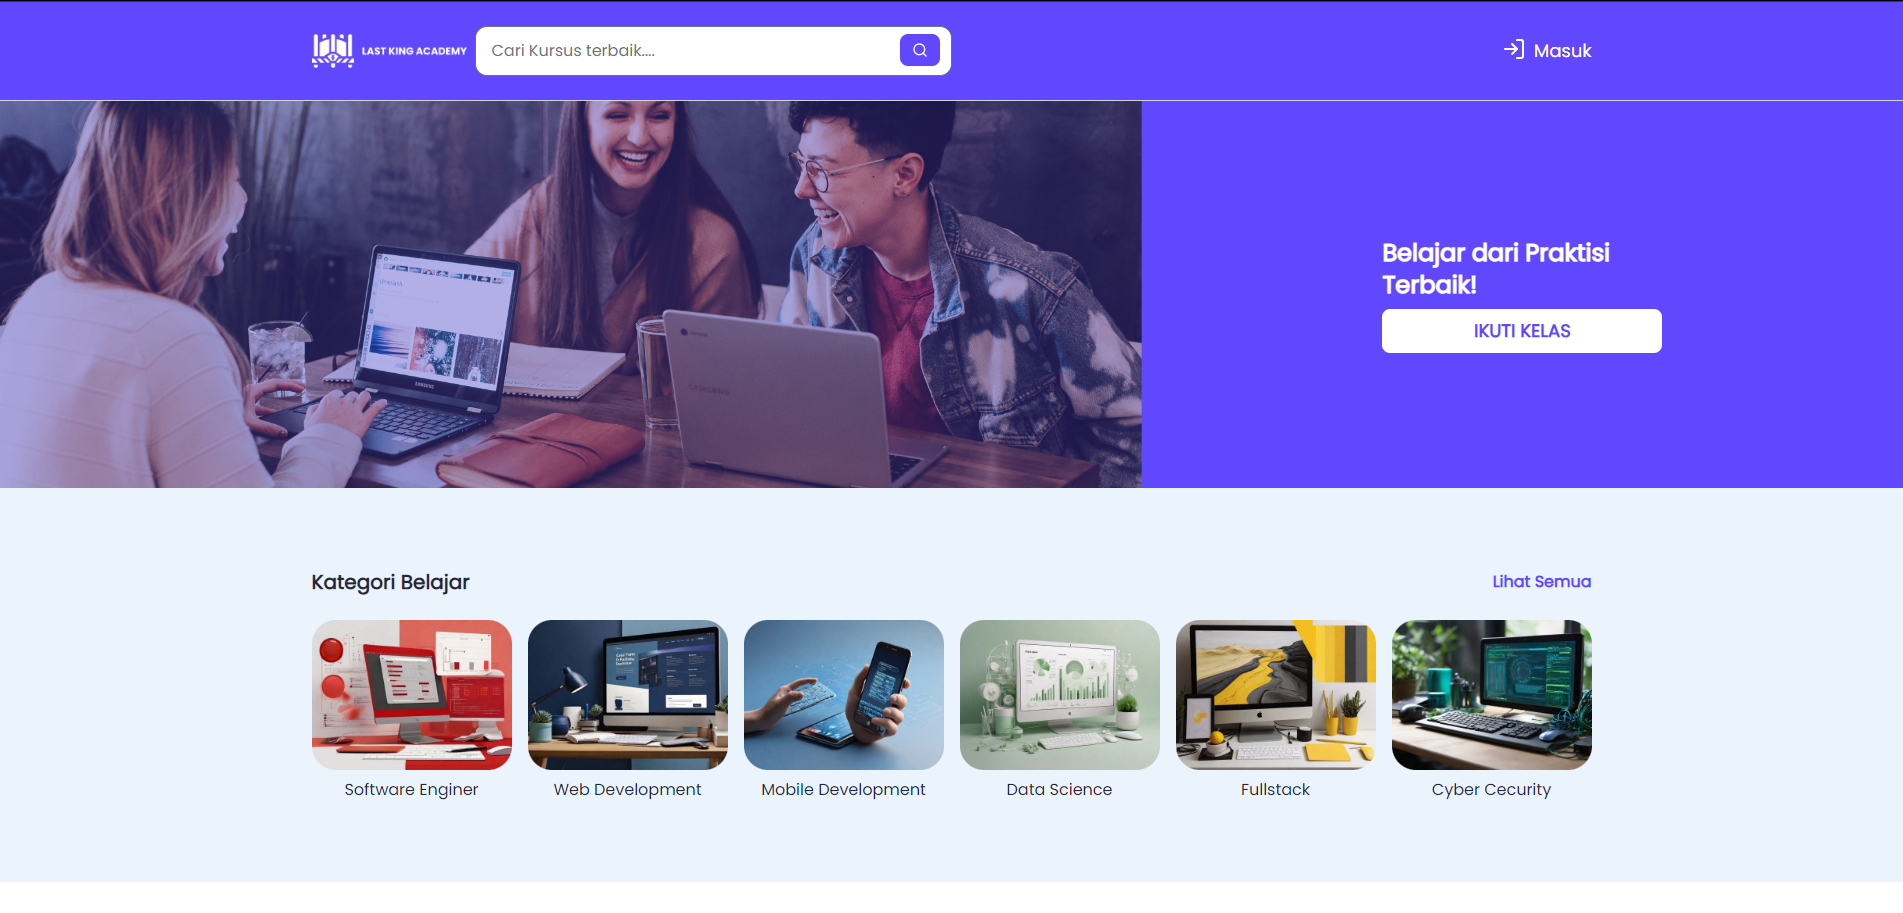 LAST KING ACADEMY
Cari Kursus terbaik....
Masuk
Belajar dari Praktisi
Terbaik!
IKUTI KELAS
SAMSUNG
Kategori Belajar
Lihat Semua
Software Enginer
Web Development
Mobile Development
Data Science
Fullstack
Cyber Cecurity